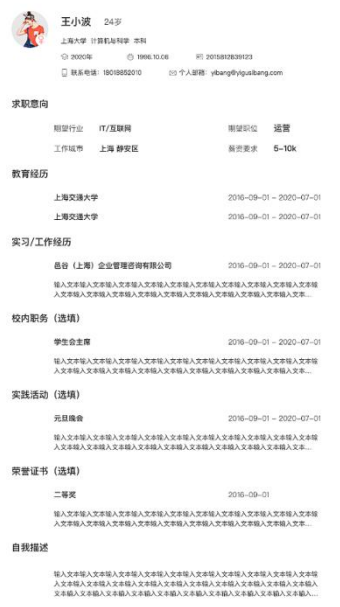 王小波 24岁
上海大学 计算机与科学 本科
2020年 1996.10.08 2015812839123
联系电话：18018852010 个人邮箱：yibang@yigusibang.com
求职意向
期望行业 IT/互联网 期望职位 运营
工作城市 上海 静安区 薪资要求 5-10k
教育经历
上海交通大学 2016-09-01 ~ 2020-07-01
上海交通大学 2016-09-01 ~ 2020-07-01
实习/工作经历
邑谷（上海）企业管理咨询有限公司 2016-09-01 ~ 2020-07-01
输入文本输入文本输入文本输入文本输入文本输入文本输入文本输入文本输入文本输
入文本输入文本输入文本输入文本输入文本输入文本输入文本输入文本输入文本...
校内职务（选填）
学生会主席 2016-09-01 ~ 2020-07-01
输入文本输入文本输入文本输入文本输入文本输入文本输入文本输入文本输入文本输
入文本输入文本输入文本输入文本输入文本输入文本输入文本输入文本输入文本...
实践活动（选填）
元旦晚会 2016-09-01 ~ 2020-07-01
输入文本输入文本输入文本输入文本输入文本输入文本输入文本输入文本输入文本输
入文本输入文本输入文本输入文本输入文本输入文本输入文本输入文本输入文本...
荣誉证书（选填）
二等奖 2016-09-01
输入文本输入文本输入文本输入文本输入文本输入文本输入文本输入文本输入文本输
入文本输入文本输入文本输入文本输入文本输入文本输入文本输入文本输入文本...
自我描述
输入文本输入文本输入文本输入文本输入文本输入文本输入文本输入文本输入文本输
入文本输入文本输入文本输入文本输入文本输入文本输入文本输入文本输入文本输入
文本输入文本输入文本输入文本输入文本输入文本输入文本输入文本输入文本输入...